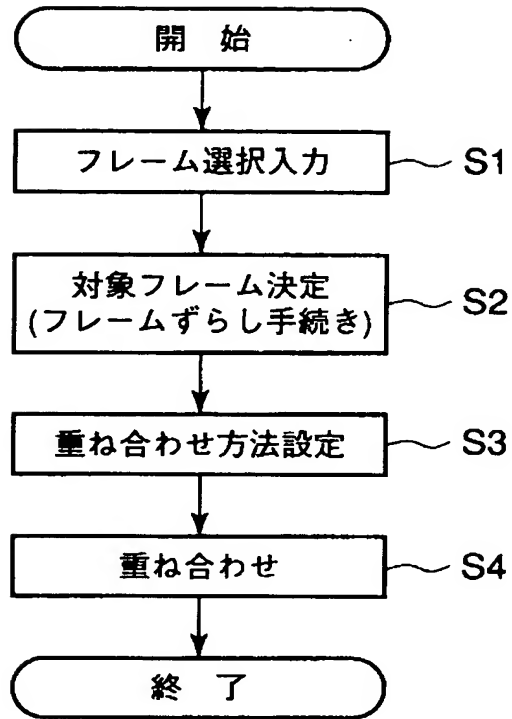 開 始
フレーム選択入力 S1
対象フレーム決定
(フレームずらし手続き) S2
重ね合わせ方法設定 S3
重ね合わせ S4
終 了